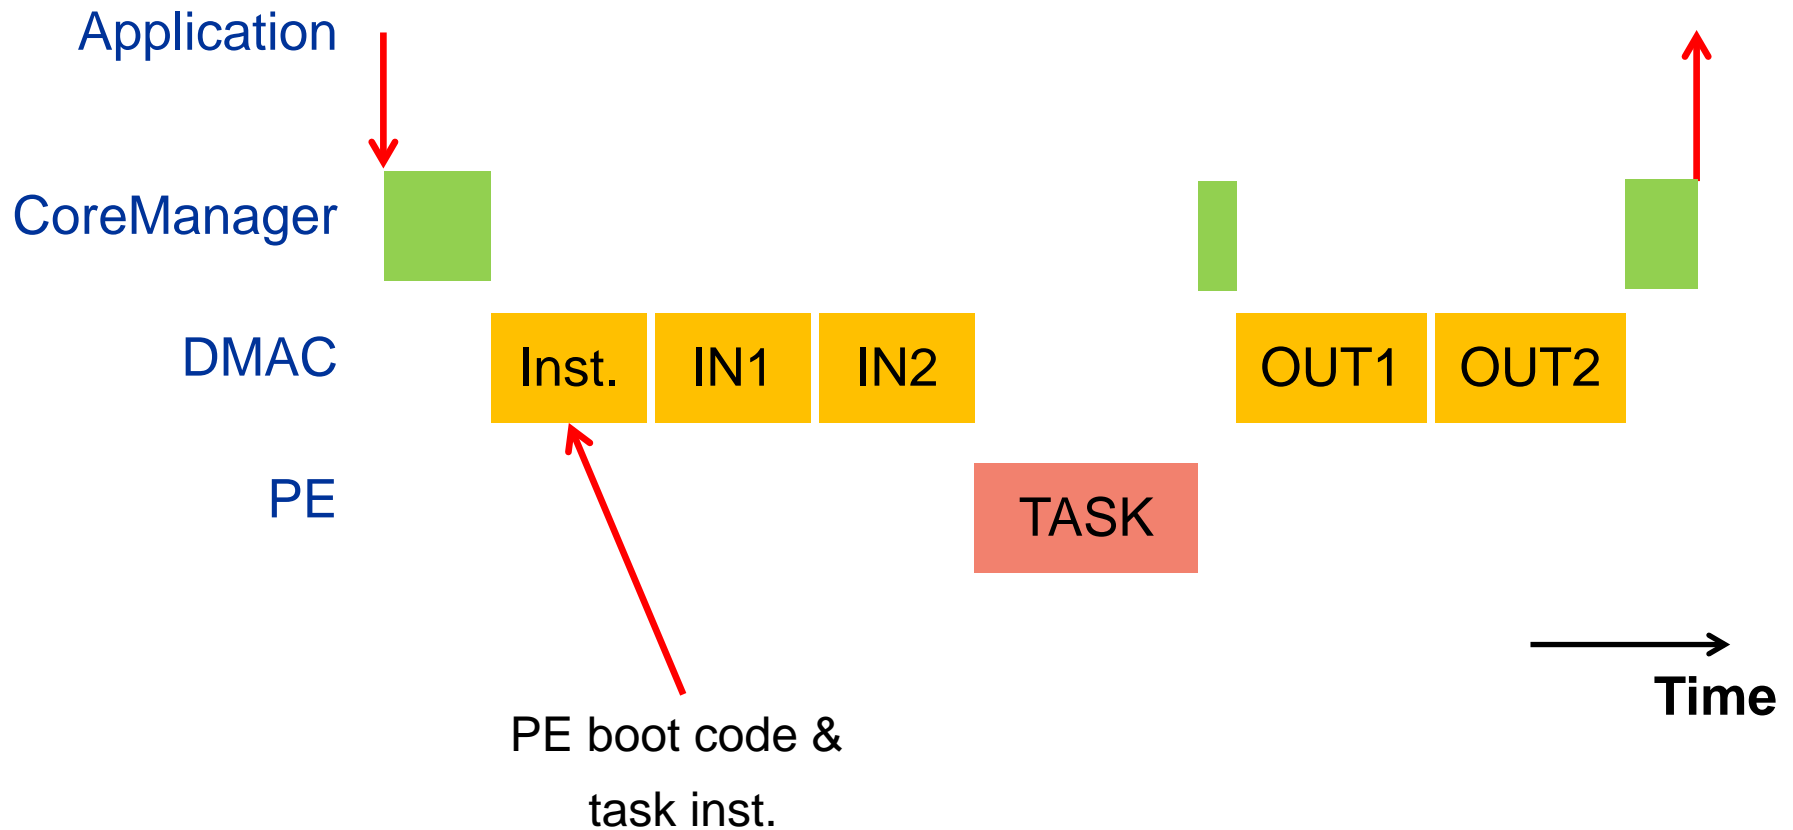 Application
CoreManager
DMAC
Inst.
IN1
IN2
OUT1
OUT2
PE
TASK
Time
PE boot code &
task inst.